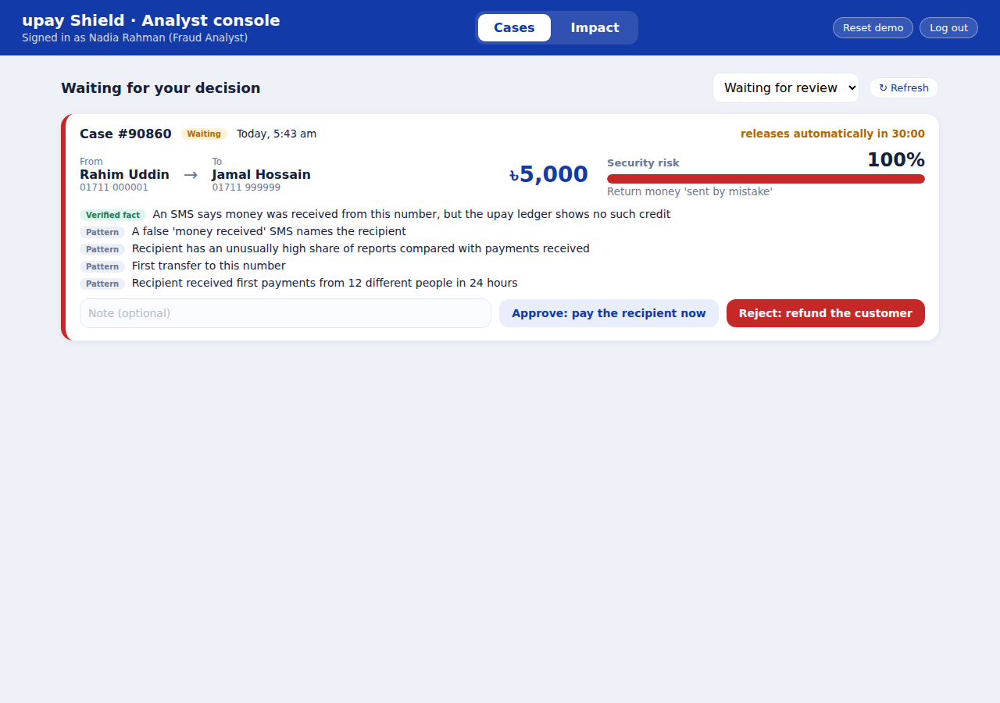 upay Shield · Analyst console
Signed in as Nadia Rahman (Fraud Analyst)
Cases
Impact
Reset demo
Log out
Waiting for your decision
Waiting for review
↻ Refresh
Case #90860
Waiting
Today, 5:43 am
releases automatically in 30:00
From
Rahim Uddin
01711 000001
→
To
Jamal Hossain
01711 999999
৳5,000
Security risk
100%
Return money 'sent by mistake'
Verified fact An SMS says money was received from this number, but the upay ledger shows no such credit
Pattern A false 'money received' SMS names the recipient
Pattern Recipient has an unusually high share of reports compared with payments received
Pattern First transfer to this number
Pattern Recipient received first payments from 12 different people in 24 hours
Note (optional)
Approve: pay the recipient now
Reject: refund the customer